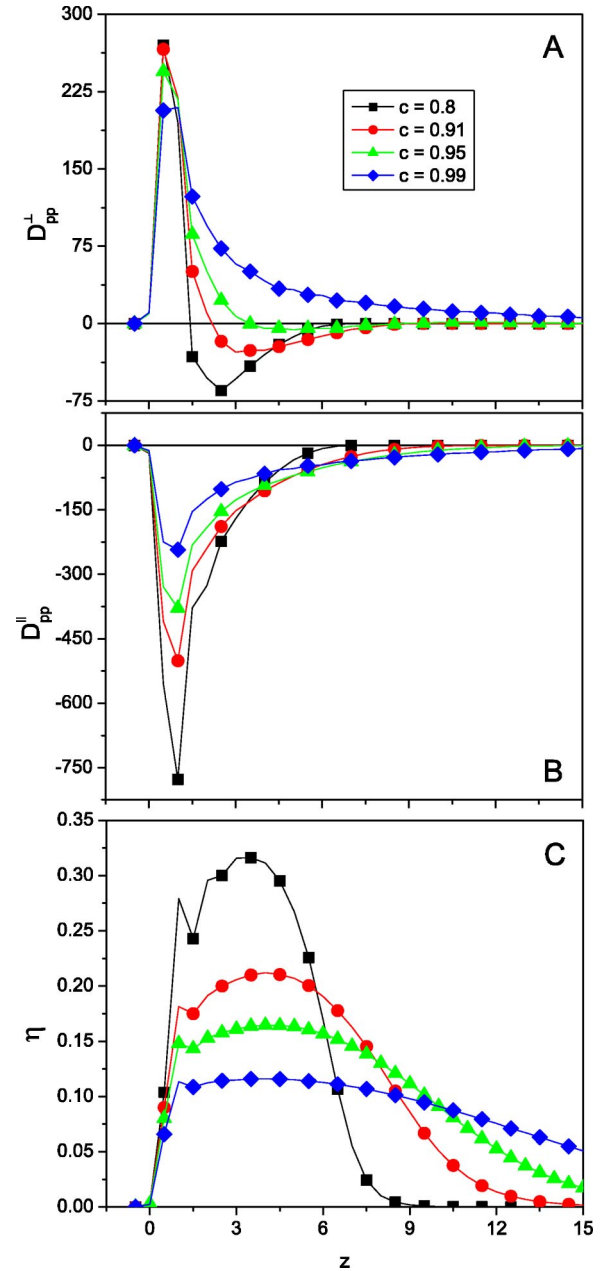 300
A
225
c = 0.8
c = 0.91
150
c = 0.95
c = 0.99
D⊥pp
75
0
-75
0
-150
-300
D||pp
-450
-600
-750
B
0.35
C
0.30
0.25
0.20
η
0.15
0.10
0.05
0.00
0 3 6 9 12 15
z